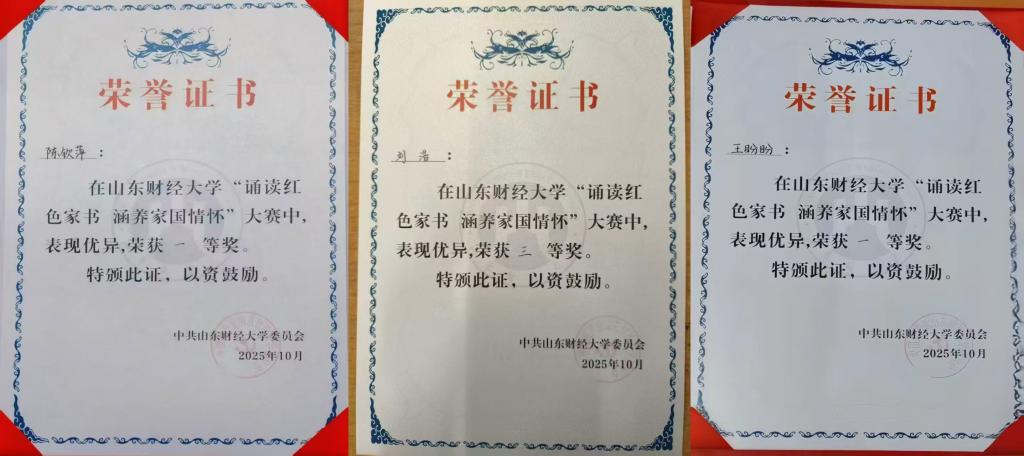 荣誉证书
陈钦萍：
在山东财经大学“诵读红
色家书 涵养家国情怀”大赛中，
表现优异，荣获 一 等奖。
特颁此证，以资鼓励。
中共山东财经大学委员会
2025年10月
荣誉证书
刘浩：
在山东财经大学“诵读红
色家书 涵养家国情怀”大赛中，
表现优异，荣获 三 等奖。
特颁此证，以资鼓励。
中共山东财经大学委员会
2025年10月
荣誉证书
王盼盼：
在山东财经大学“诵读红
色家书 涵养家国情怀”大赛中，
表现优异，荣获 一 等奖。
特颁此证，以资鼓励。
中共山东财经大学委员会
2025年10月